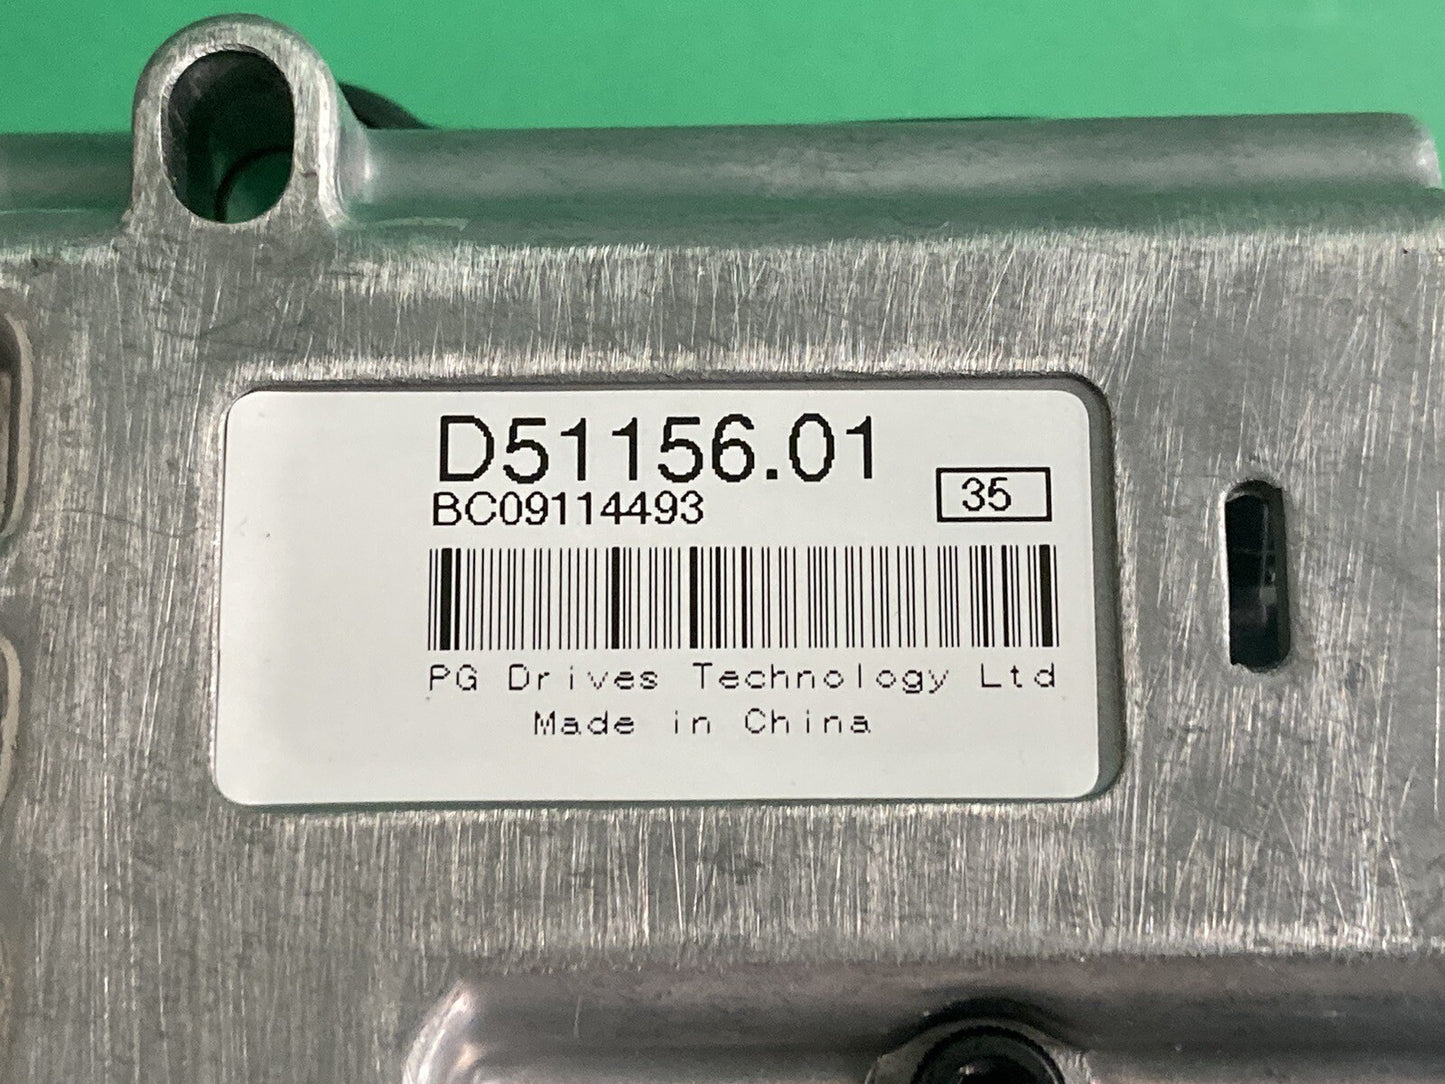 D51156.01
BC09114493
35
PG Drives Technology Ltd
Made in China